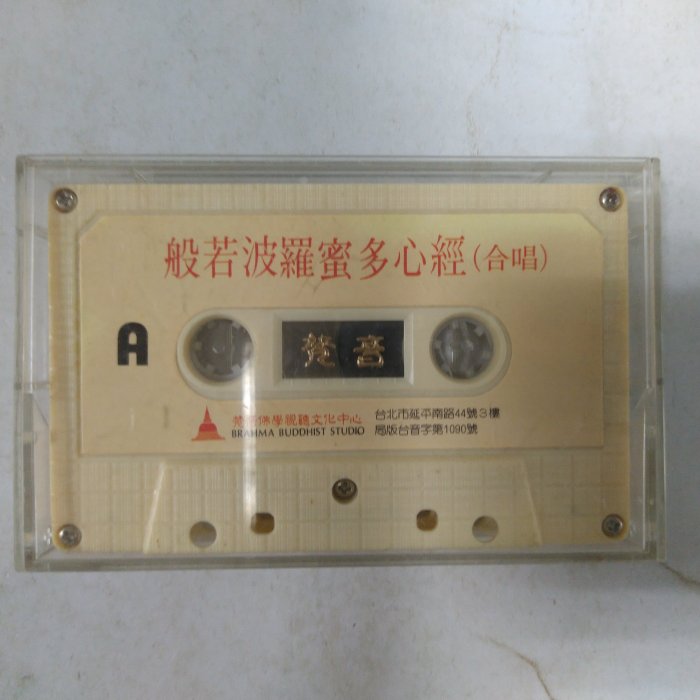 般若波羅蜜多心經(合唱)
A
梵音
梵音佛學視聽文化中心
BRAHMA BUDDHIST STUDIO
台北市延平南路44號3樓
局版台音字第1090號